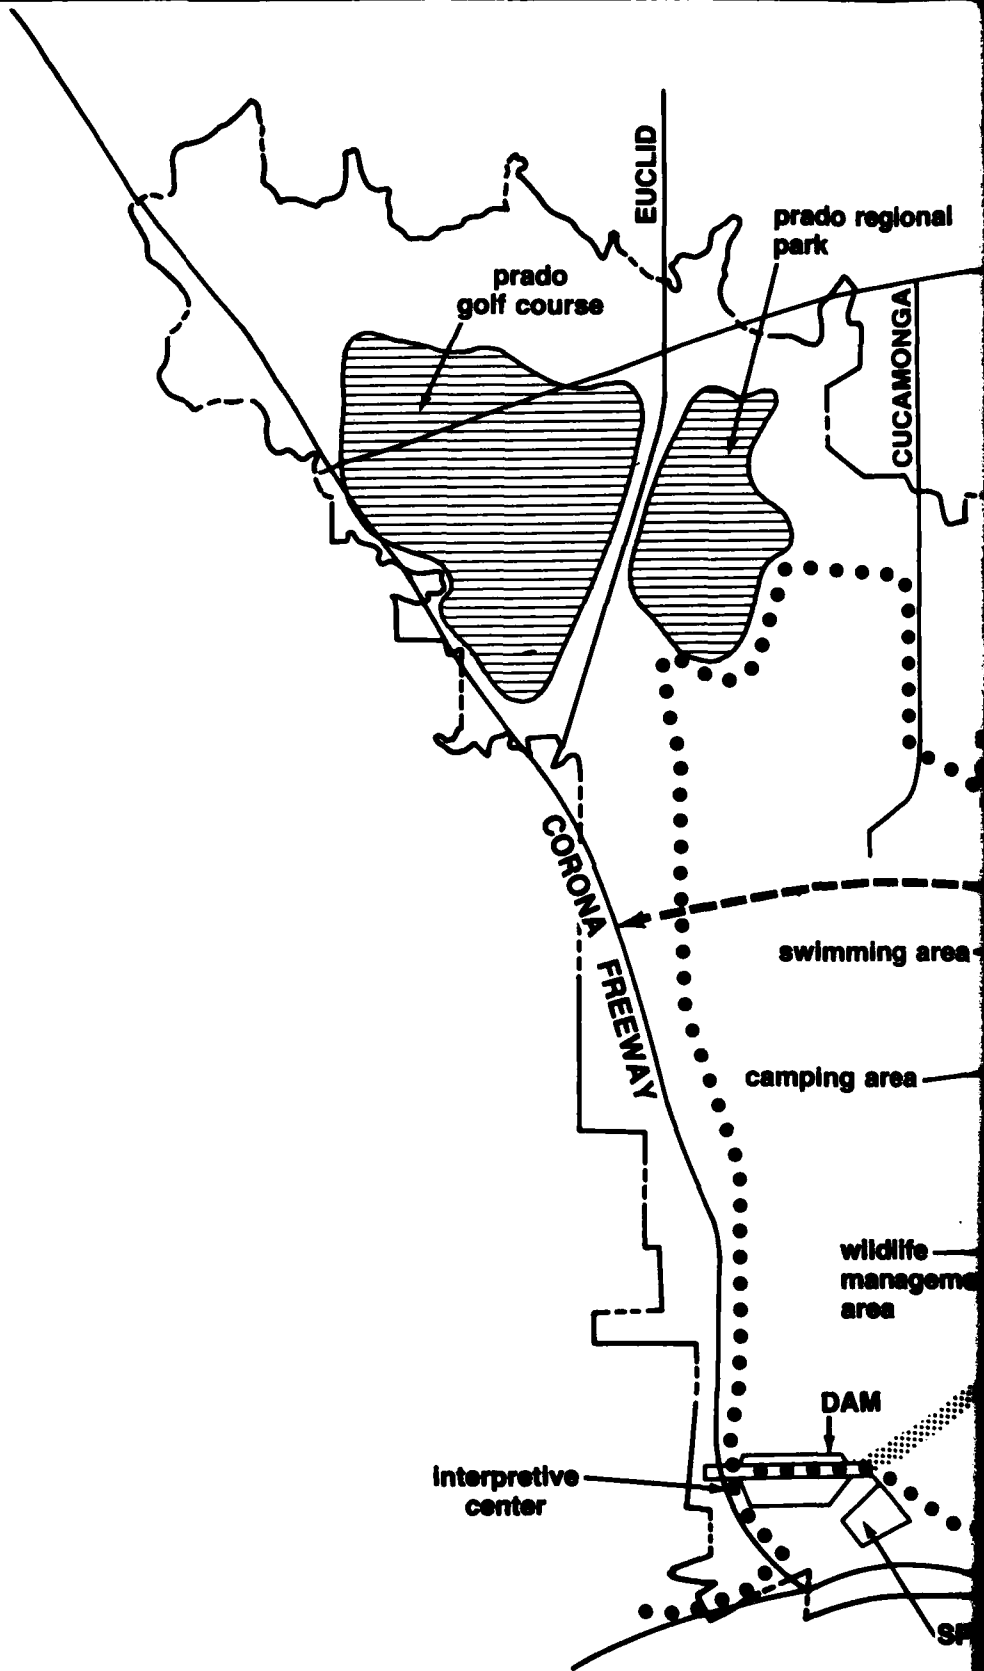 EUCLID
prado regional
park
prado
golf course
CUCAMONGA
CORONA FREEWAY
swimming area
camping area
wildlife
manageme
area
DAM
interpretive
center